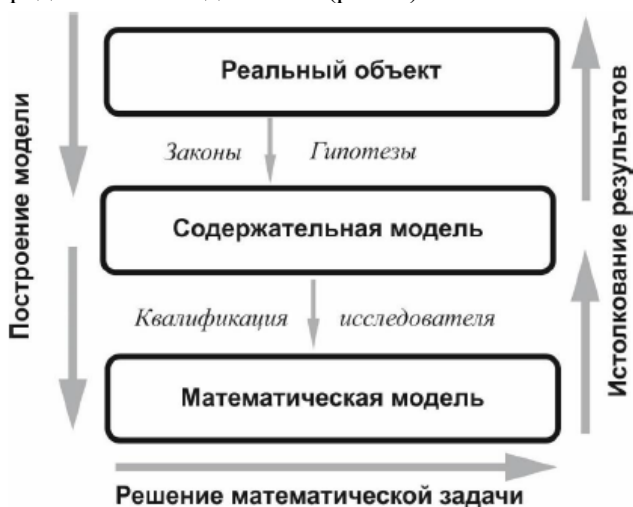 Реальный объект
Законы Гипотезы
Содержательная модель
Квалификация исследователя
Математическая модель
Решение математической задачи
Построение модели
Истолкование результатов